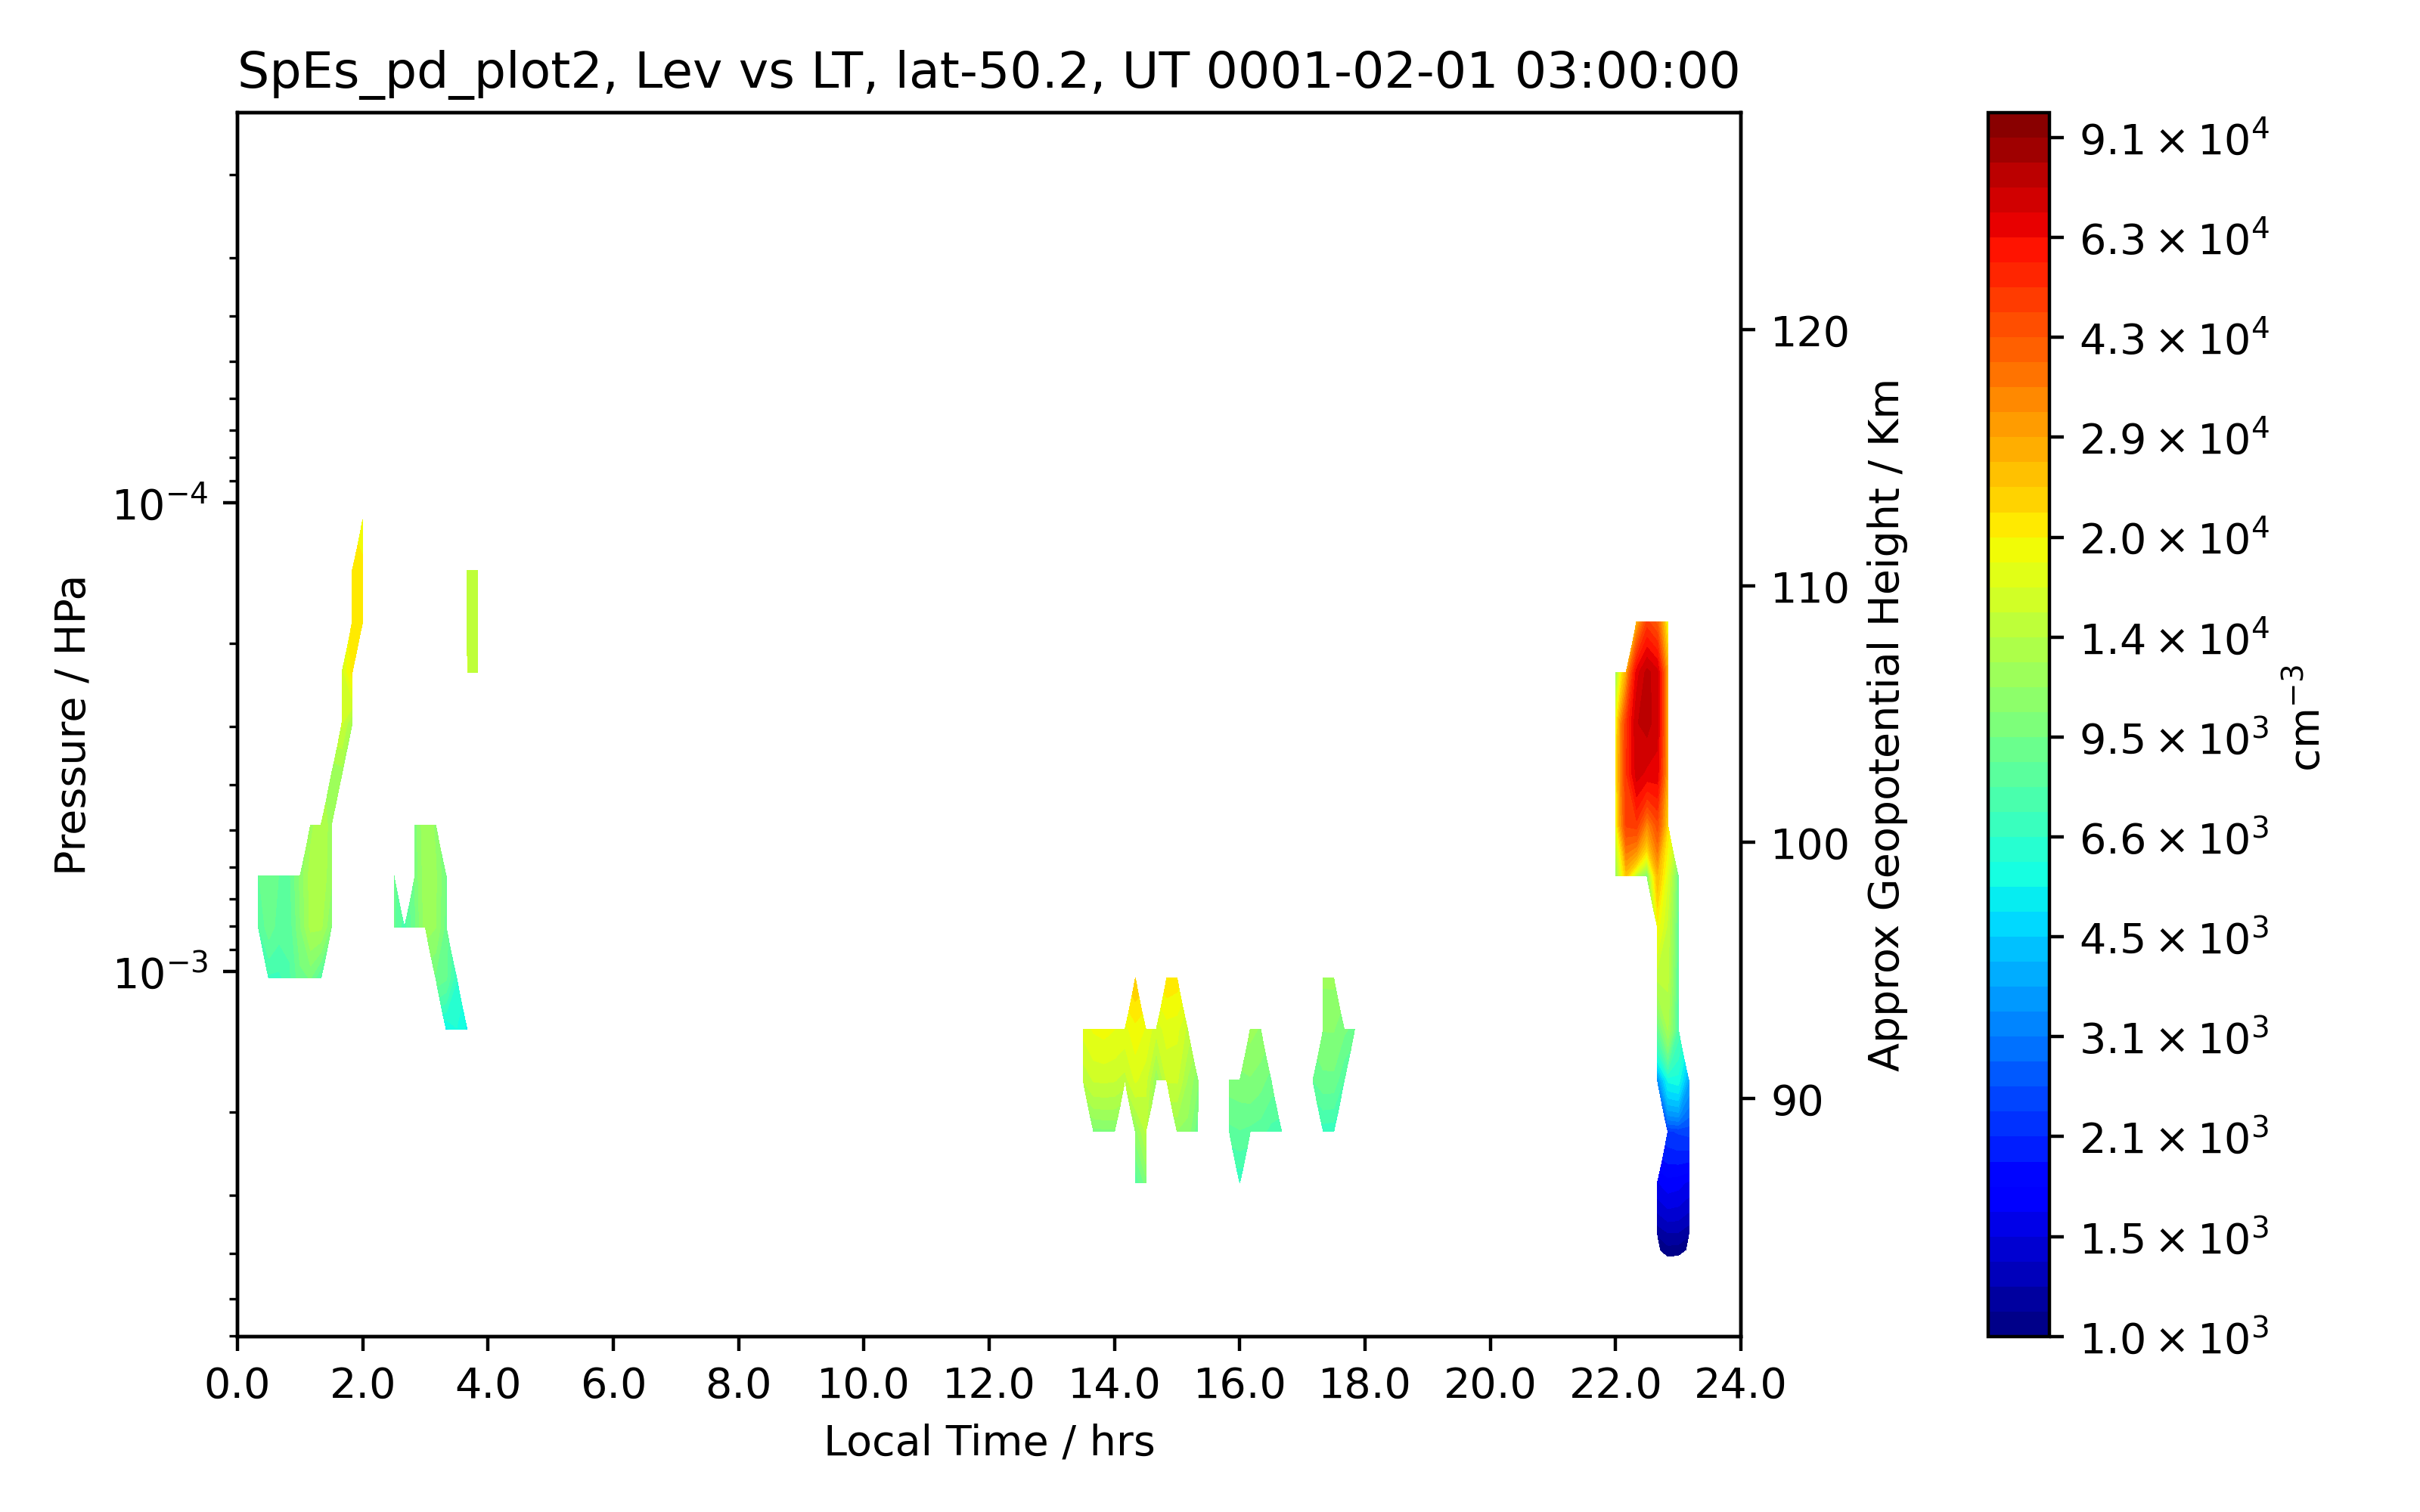 SpEs_pd_plot2, Lev vs LT, lat-50.2, UT 0001-02-01 03:00:00
Pressure / HPa
10⁻⁴
10⁻³
0.0 2.0 4.0 6.0 8.0 10.0 12.0 14.0 16.0 18.0 20.0 22.0 24.0
Local Time / hrs
120
110
100
90
Approx Geopotential Height / Km
9.1 × 10⁴
6.3 × 10⁴
4.3 × 10⁴
2.9 × 10⁴
2.0 × 10⁴
1.4 × 10⁴
9.5 × 10³
6.6 × 10³
4.5 × 10³
3.1 × 10³
2.1 × 10³
1.5 × 10³
1.0 × 10³
cm⁻³